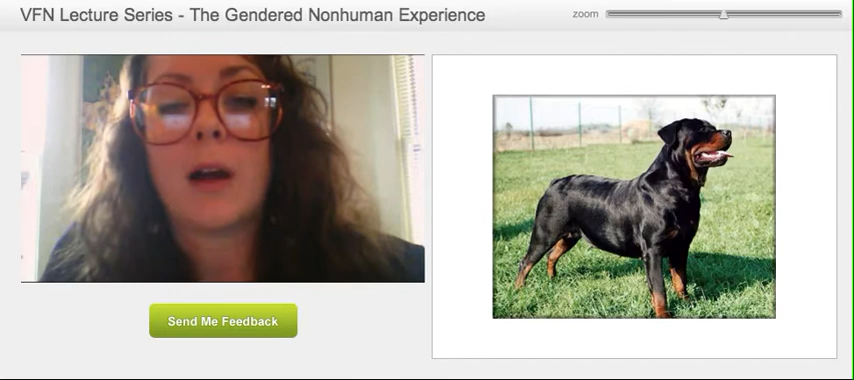 VFN Lecture Series - The Gendered Nonhuman Experience
zoom
Send Me Feedback